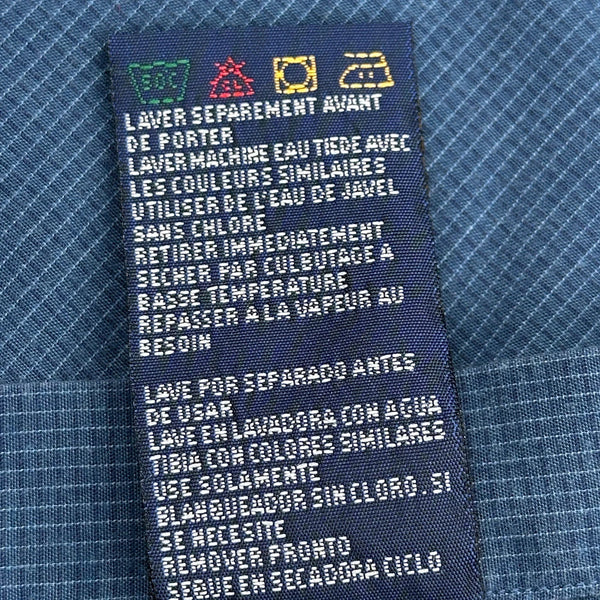 30C CL
LAVER SEPAREMENT AVANT
DE PORTER
LAVER MACHINE EAU TIEDE AVEC
LES COULEURS SIMILAIRES
UTILISER DE L'EAU DE JAVEL
SANS CHLORE
RETIRER IMMEDIATEMENT
SECHER PAR CULBUTAGE A
BASSE TEMPERATURE
REPASSER A LA VAPEUR AU
BESOIN
LAVE POR SEPARADO ANTES
DE USAR
LAVE EN LAVADORA CON AGUA
TIBIA CON COLORES SIMILARES
USE SOLAMENTE
BLANQUEADOR SIN CLORO. SI
SE NECESITE
REMOVER PRONTO
SEQUE EN SECADORA CICLO